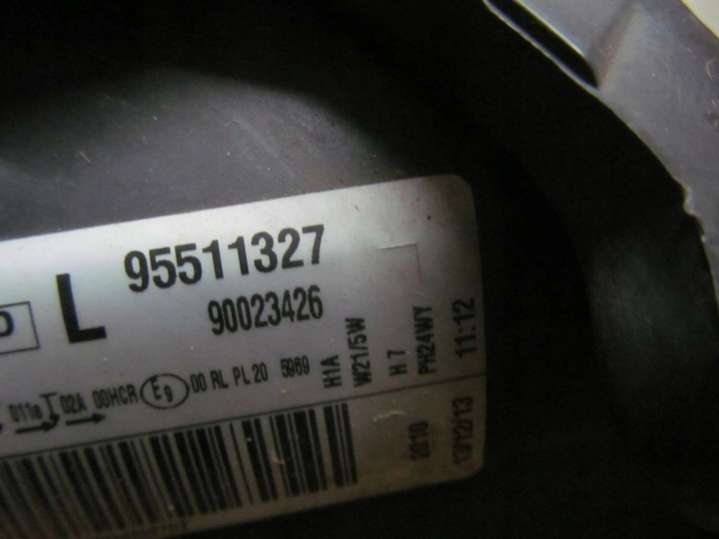 L 95511327
90023426
02A 00HCR E9 00 RL PL 20 5969
H1A
W21/5W
H7
PH24WY
11:12
2010
13/12/13